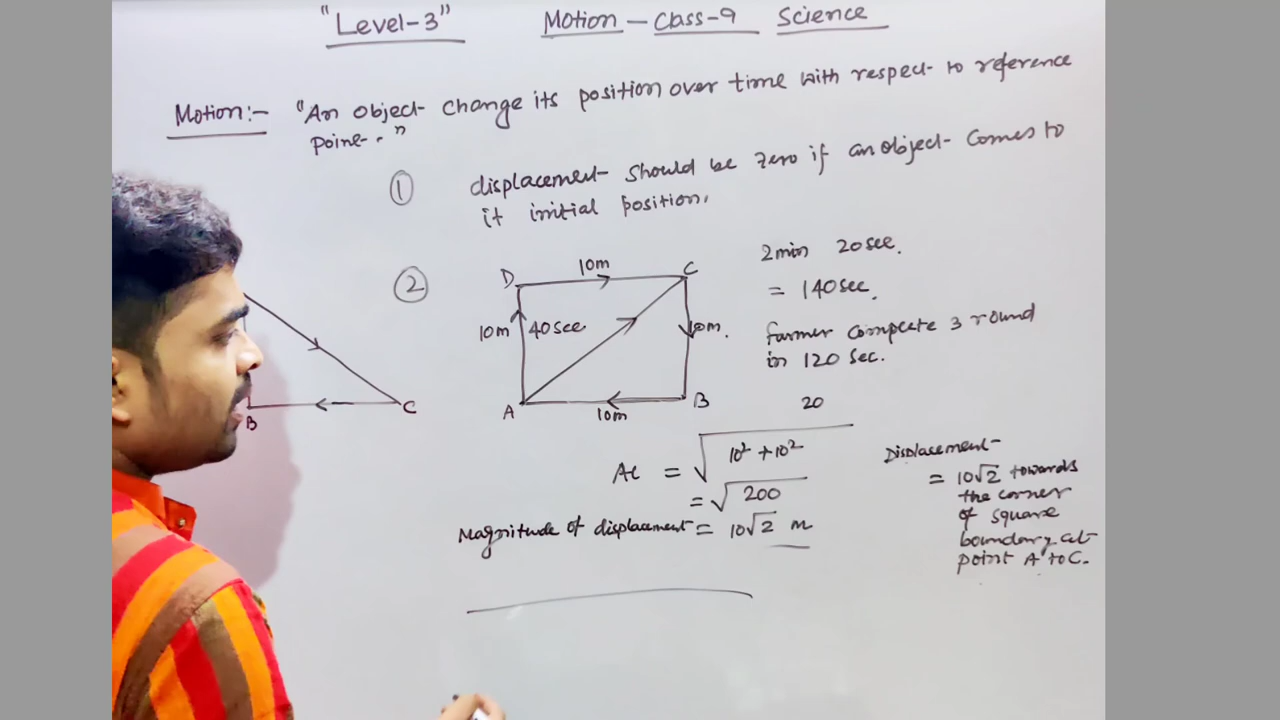 "Level-3" Motion - Class-9 Science
Motion:- "An object change its position over time with respect to reference
point."
① displacement should be zero if an object comes to
it initial position.
② 
D 10m C
10m 40sec 10m.
A 10m B
B C
2min 20sec.
= 140sec.
farmer complete 3 round
in 120 sec.
20
AC = √10² + 10²
= √200
Magnitude of displacement = 10√2 m
Displacement
= 10√2 towards
the corner
of square
boundary at
point A to C.